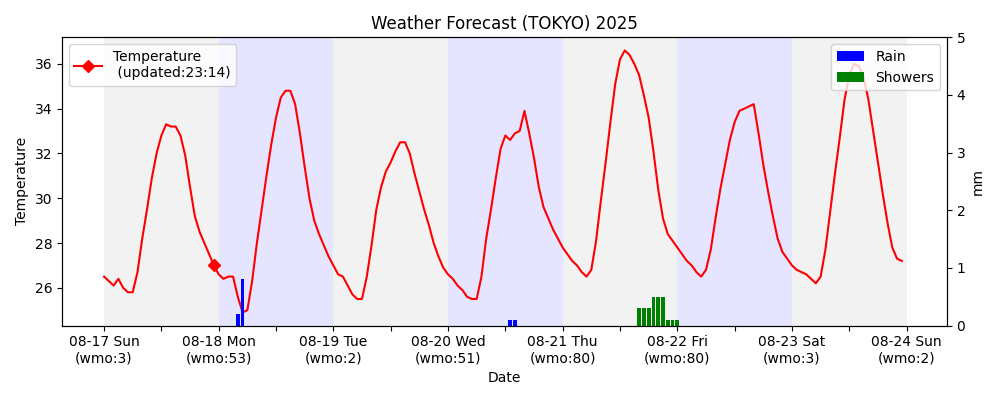 Weather Forecast (TOKYO) 2025
Temperature
(updated:23:14)
Rain
Showers
Temperature
36
34
32
30
28
26
5
4
3
2
1
0
mm
08-17 Sun
(wmo:3)
08-18 Mon
(wmo:53)
08-19 Tue
(wmo:2)
08-20 Wed
(wmo:51)
08-21 Thu
(wmo:80)
08-22 Fri
(wmo:80)
08-23 Sat
(wmo:3)
08-24 Sun
(wmo:2)
Date